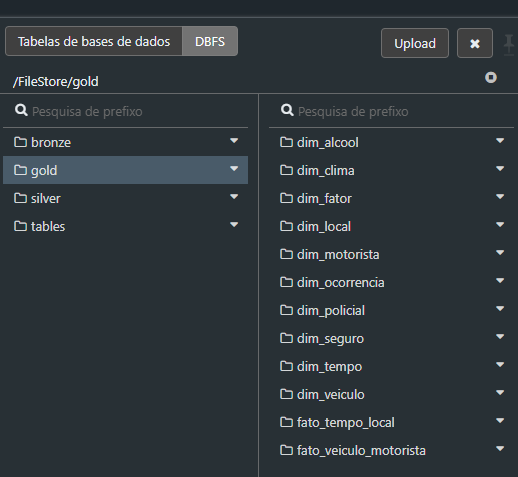 Tabelas de bases de dados DBFS Upload
/FileStore/gold
Pesquisa de prefixo
bronze
gold
silver
tables
Pesquisa de prefixo
dim_alcool
dim_clima
dim_fator
dim_local
dim_motorista
dim_ocorrencia
dim_policial
dim_seguro
dim_tempo
dim_veiculo
fato_tempo_local
fato_veiculo_motorista